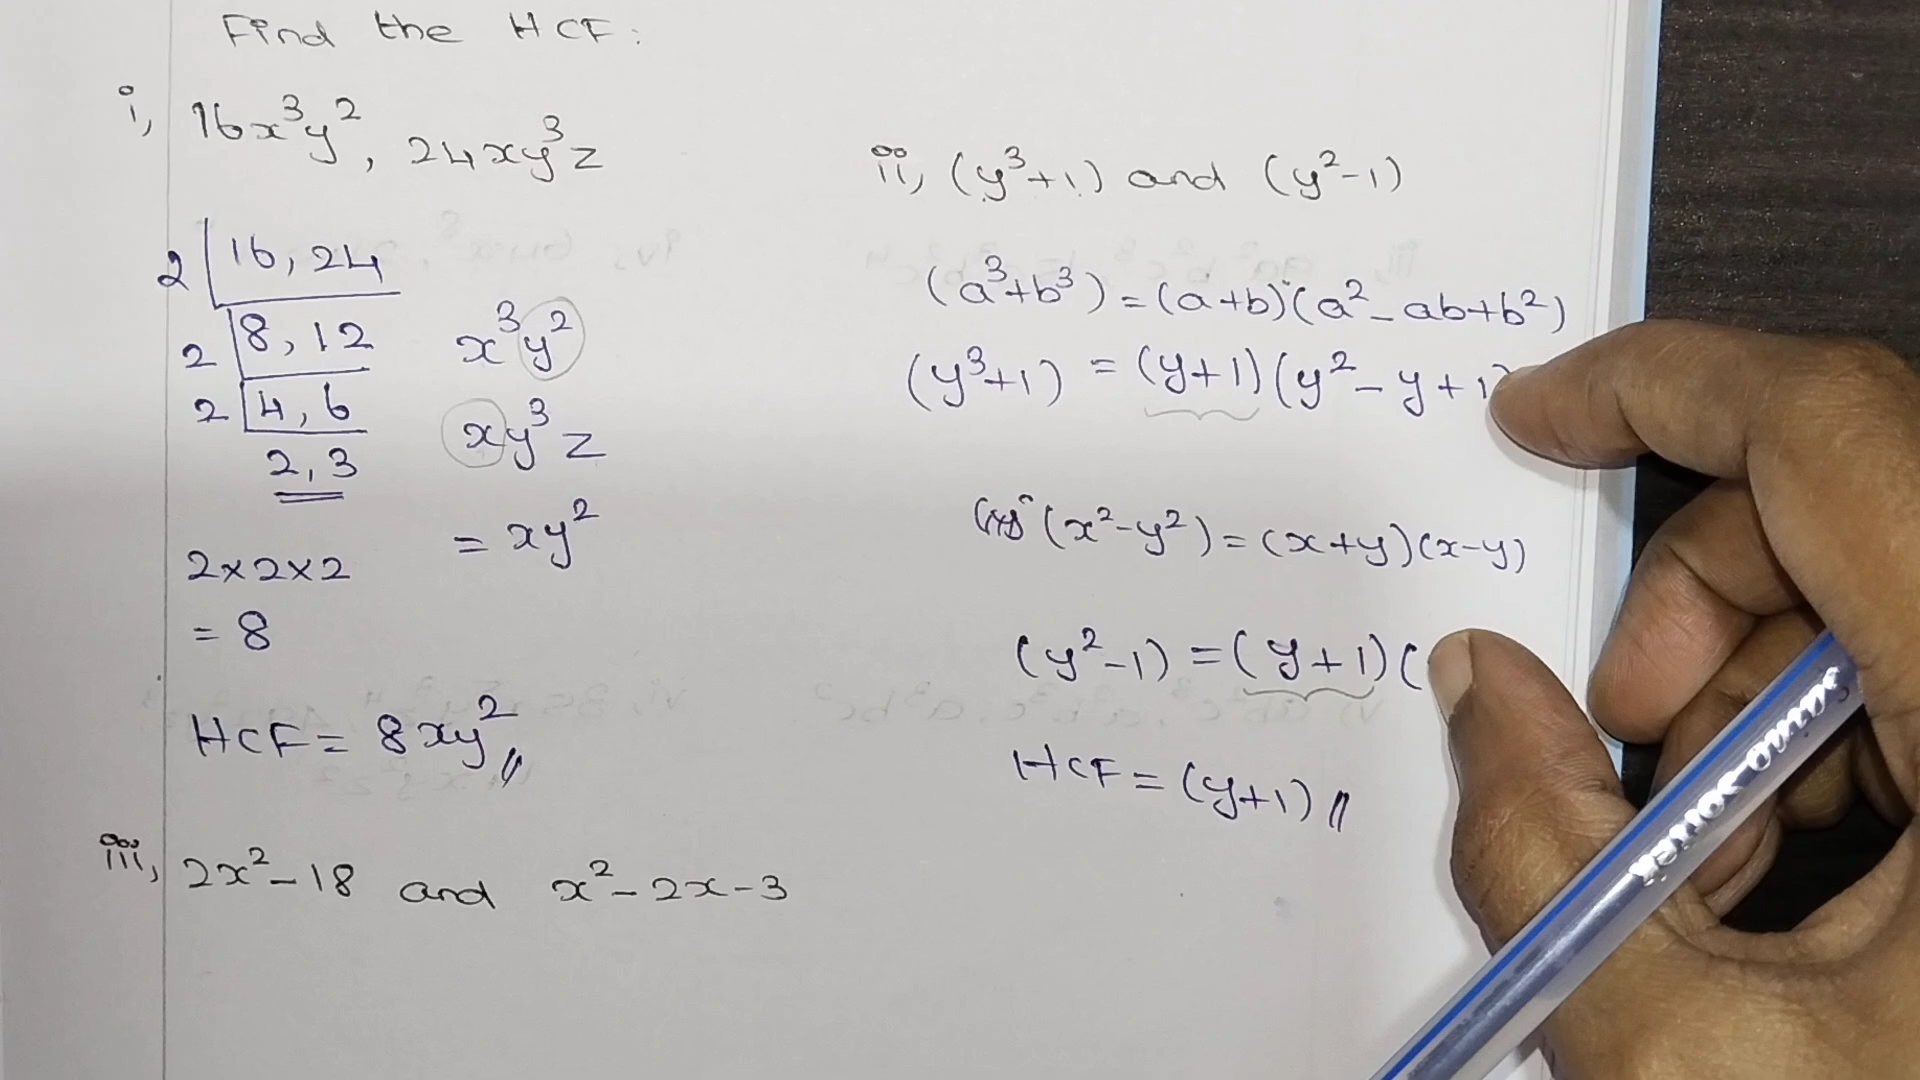 Find the HCF:
i, 16x³y², 24xy³z
2 | 16, 24
2 | 8, 12
2 | 4, 6
2, 3
x³y²
xy³z
= xy²
2×2×2
= 8
HCF = 8xy²
ii, (y³+1) and (y²-1)
(a³+b³) = (a+b)(a²-ab+b²)
(y³+1) = (y+1)(y²-y+1)
(x²-y²) = (x+y)(x-y)
(y²-1) = (y+1)(
HCF = (y+1)
iii, 2x²-18 and x²-2x-3